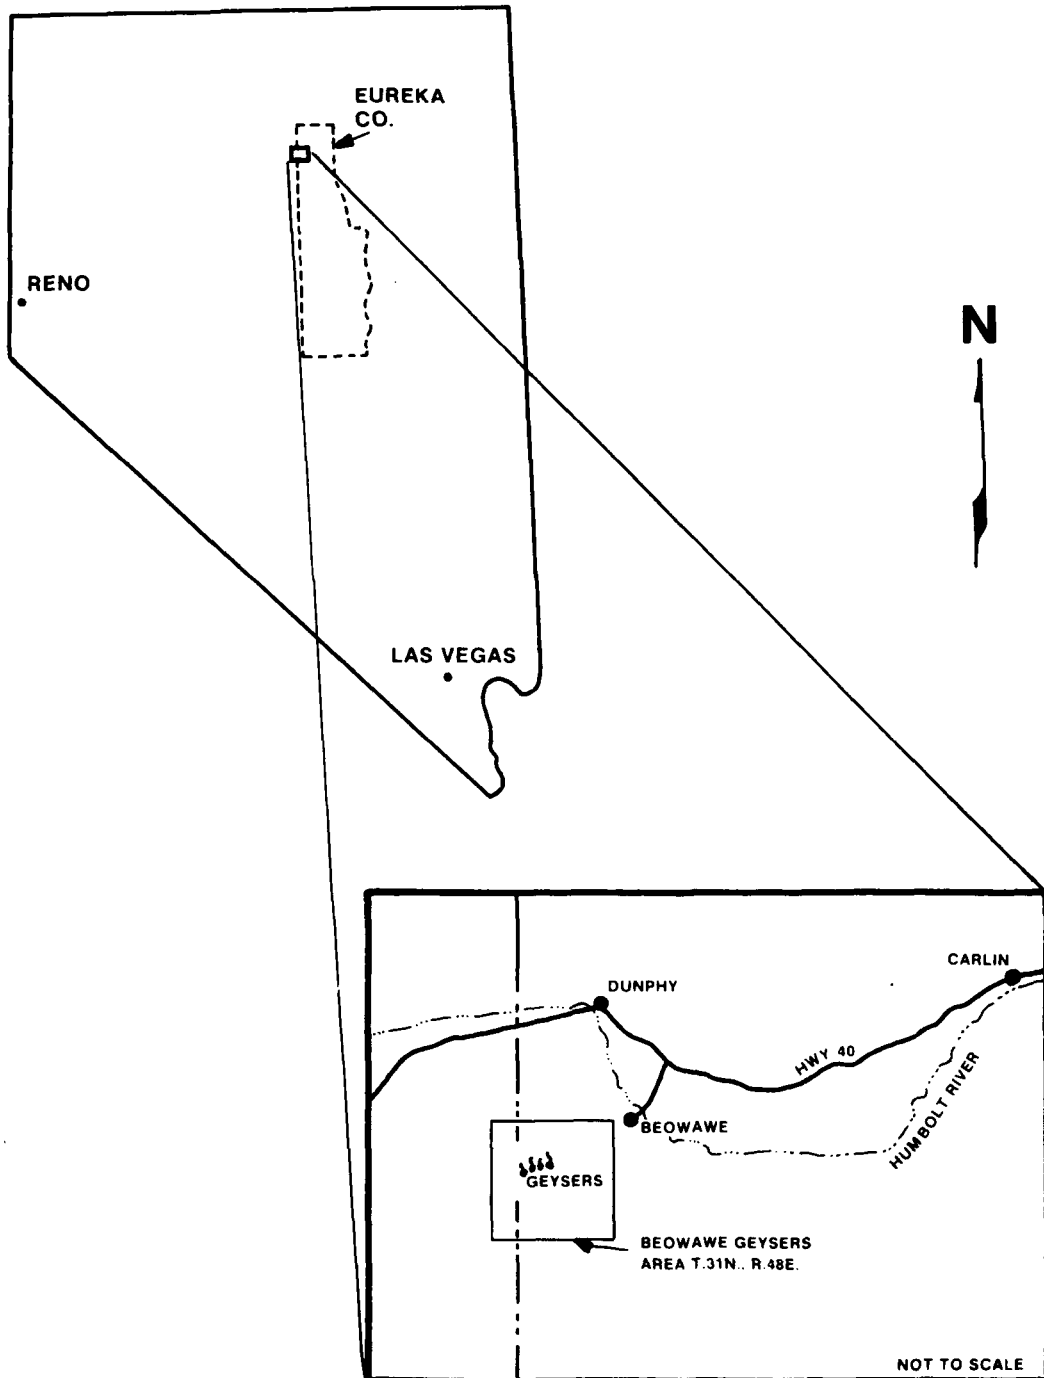 EUREKA
CO.
RENO
N
LAS VEGAS
CARLIN
DUNPHY
HWY 40
HUMBOLT RIVER
BEOWAWE
GEYSERS
BEOWAWE GEYSERS
AREA T.31N., R.48E.
NOT TO SCALE